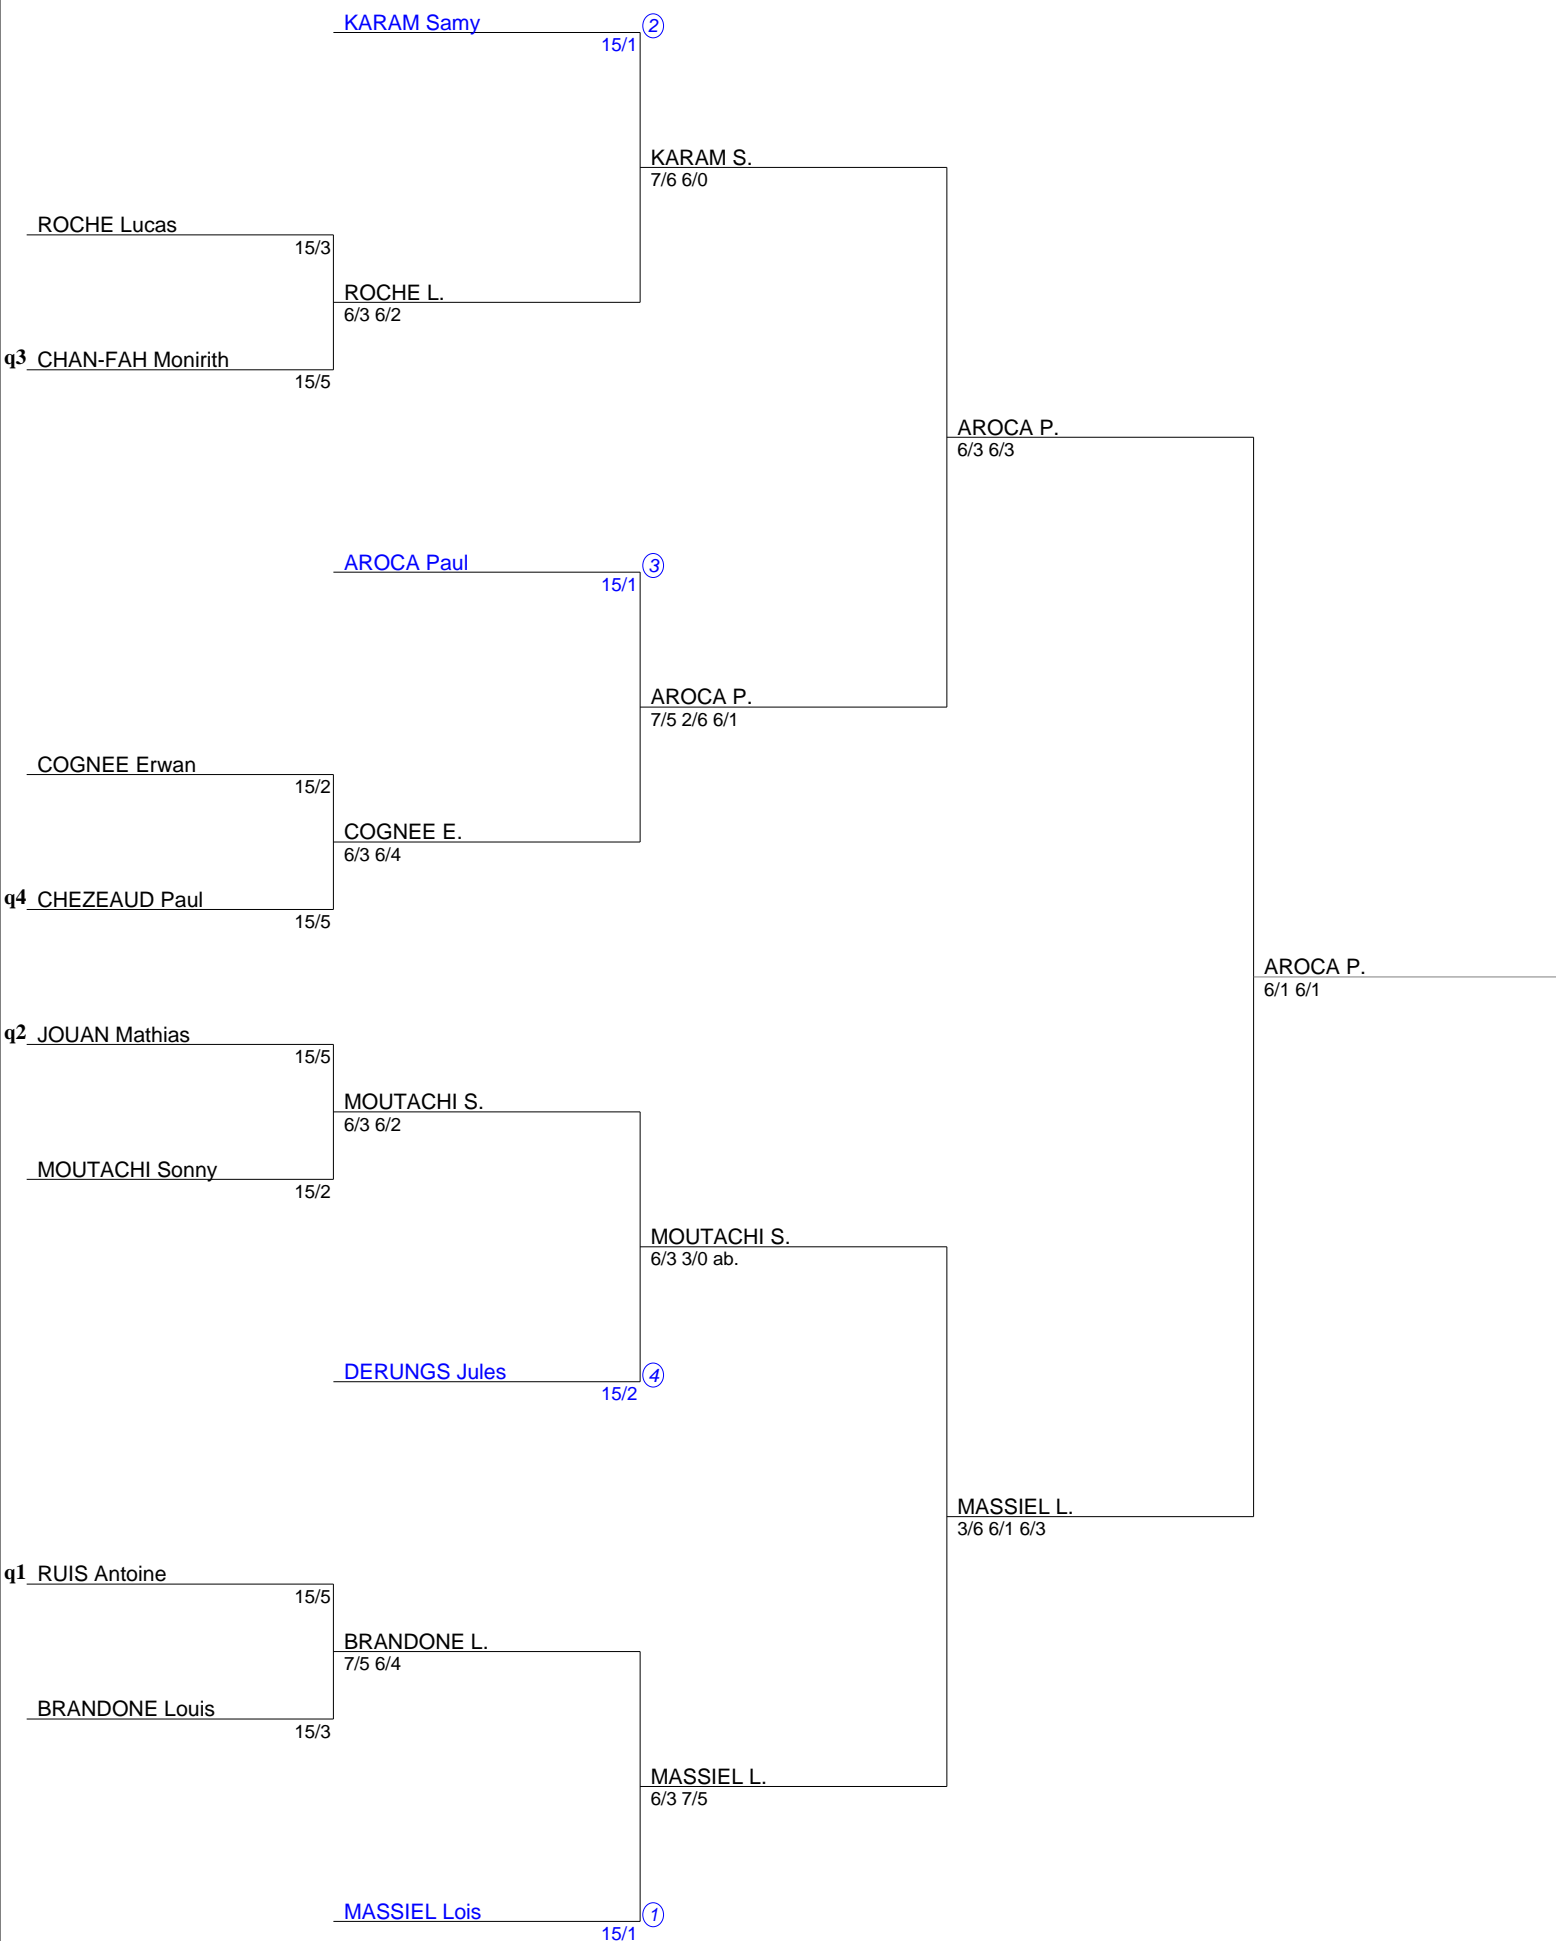 KARAM Samy 2
15/1
KARAM S.
7/6 6/0
ROCHE Lucas
15/3
ROCHE L.
6/3 6/2
q3 CHAN-FAH Monirith
15/5
AROCA P.
6/3 6/3
AROCA Paul 3
15/1
AROCA P.
7/5 2/6 6/1
COGNEE Erwan
15/2
COGNEE E.
6/3 6/4
q4 CHEZEAUD Paul
15/5
AROCA P.
6/1 6/1
q2 JOUAN Mathias
15/5
MOUTACHI S.
6/3 6/2
MOUTACHI Sonny
15/2
MOUTACHI S.
6/3 3/0 ab.
DERUNGS Jules 4
15/2
MASSIEL L.
3/6 6/1 6/3
q1 RUIS Antoine
15/5
BRANDONE L.
7/5 6/4
BRANDONE Louis
15/3
MASSIEL L.
6/3 7/5
MASSIEL Lois 1
15/1